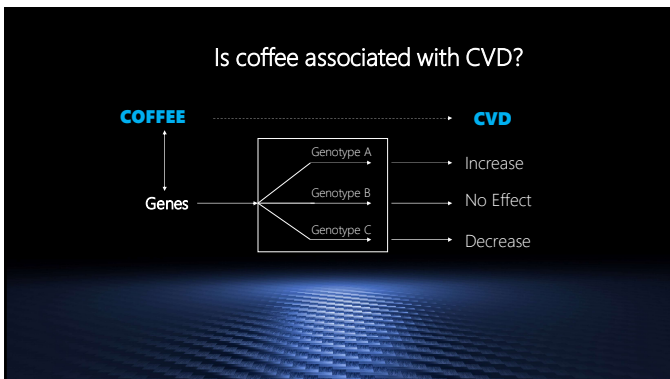 Is coffee associated with CVD?
COFFEE CVD
Genotype A
Increase
Genes
Genotype B
No Effect
Genotype C
Decrease